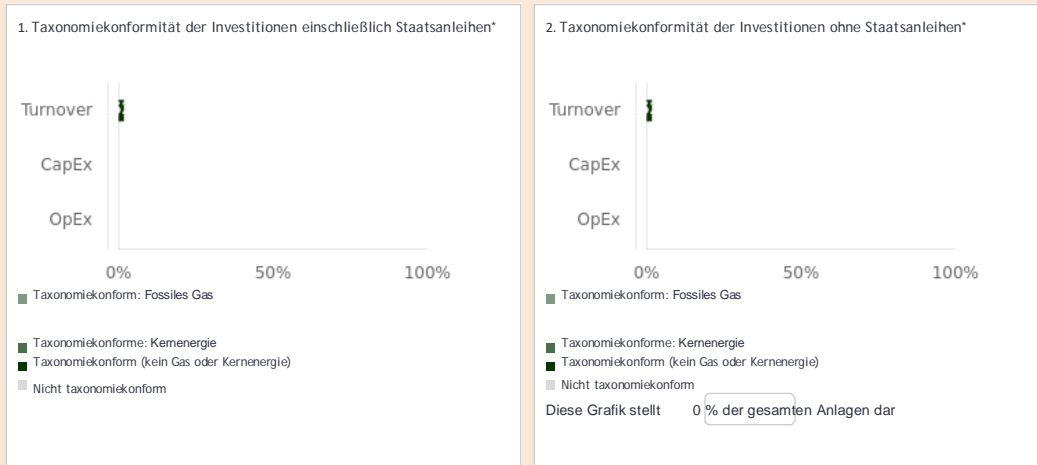 1. Taxonomiekonformität der Investitionen einschließlich Staatsanleihen*
Turnover
CapEx
OpEx
0% 50% 100%
Taxonomiekonform: Fossiles Gas
Taxonomiekonforme: Kernenergie
Taxonomiekonform (kein Gas oder Kernenergie)
Nicht taxonomiekonform
2. Taxonomiekonformität der Investitionen ohne Staatsanleihen*
Turnover
CapEx
OpEx
0% 50% 100%
Taxonomiekonform: Fossiles Gas
Taxonomiekonforme: Kernenergie
Taxonomiekonform (kein Gas oder Kernenergie)
Nicht taxonomiekonform
Diese Grafik stellt 0 % der gesamten Anlagen dar